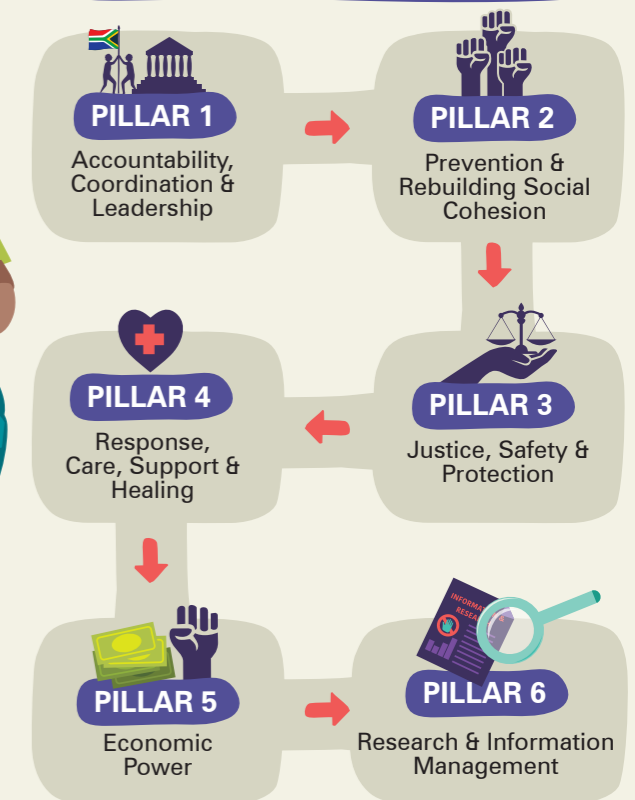 PILLAR 1
Accountability,
Coordination &
Leadership
PILLAR 2
Prevention &
Rebuilding Social
Cohesion
PILLAR 3
Justice, Safety &
Protection
PILLAR 4
Response,
Care, Support &
Healing
PILLAR 5
Economic
Power
PILLAR 6
Research & Information
Management